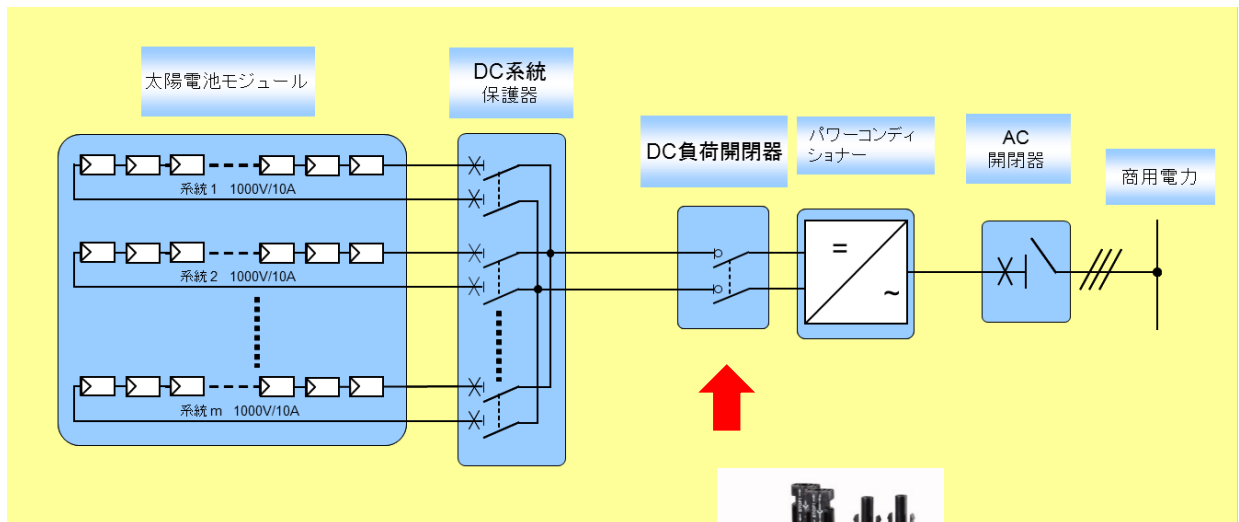 太陽電池モジュール
DC系統
保護器
DC負荷開閉器
パワーコンディ
ショナー
AC
開閉器
商用電力
系統1 1000V/10A
系統2 1000V/10A
系統m 1000V/10A
=
~